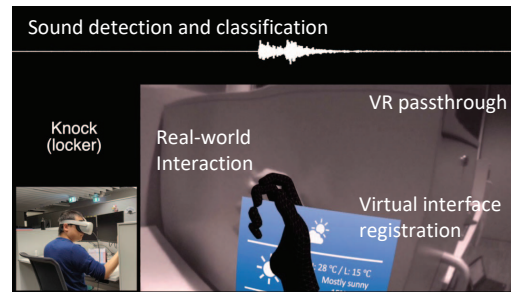 Sound detection and classification
VR passthrough
Knock
(locker)
Real-world
Interaction
Virtual interface
registration
28 °C / L: 15 °C
Mostly sunny